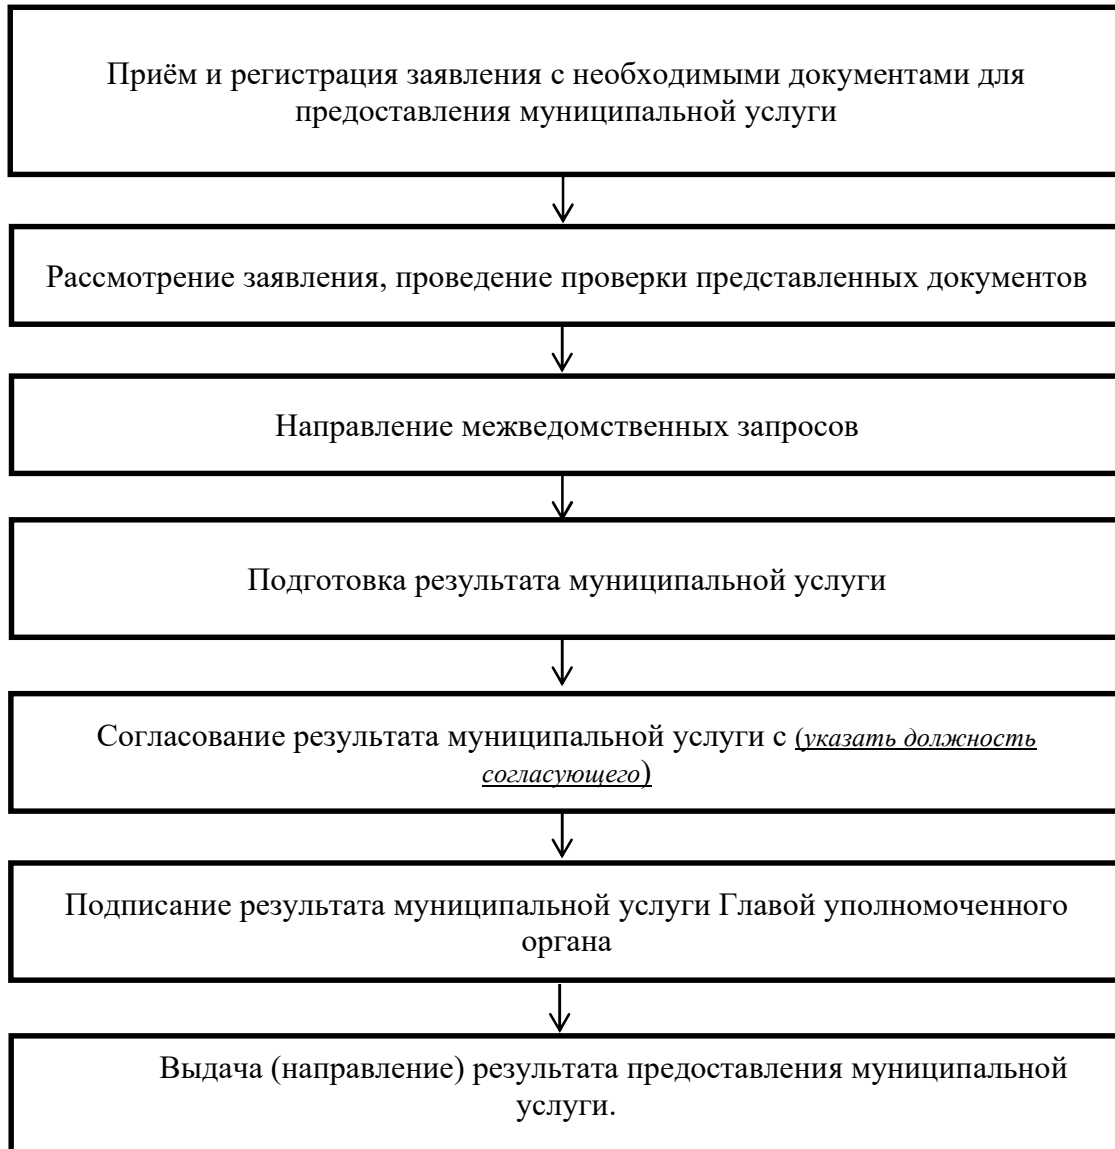 Приём и регистрация заявления с необходимыми документами для
предоставления муниципальной услуги
Рассмотрение заявления, проведение проверки представленных документов
Направление межведомственных запросов
Подготовка результата муниципальной услуги
Согласование результата муниципальной услуги с (указать должность
согласующего)
Подписание результата муниципальной услуги Главой уполномоченного
органа
Выдача (направление) результата предоставления муниципальной
услуги.